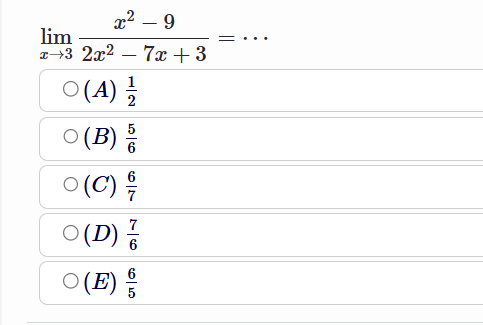 lim x→3 (x² − 9)/(2x² − 7x + 3) = ⋯
(A) 1/2
(B) 5/6
(C) 6/7
(D) 7/6
(E) 6/5